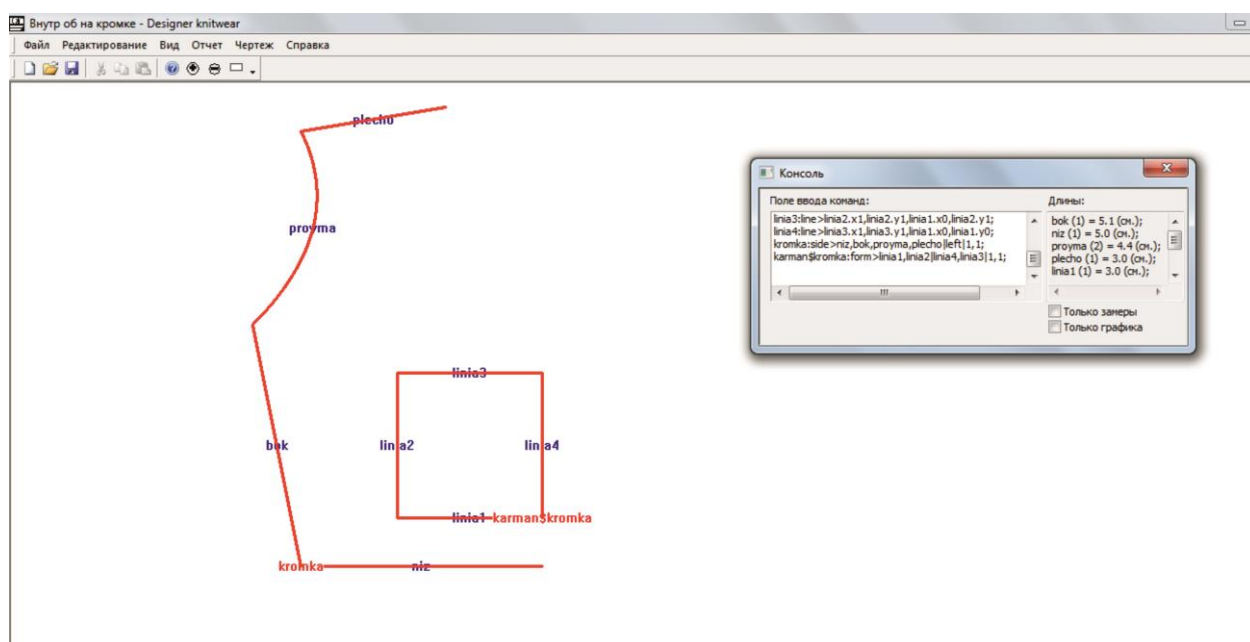 Внутр об на кромке - Designer knitwear
Файл Редактирование Вид Отчет Чертеж Справка
plecho
proyma
linia3
bok
linia2
linia4
linia1
karman$kromka
kromka
niz
Консоль
Поле ввода команд:
linia3:line>linia2.x1,linia2.y1,linia1.x0,linia2.y1;
linia4:line>linia3.x1,linia3.y1,linia1.x0,linia1.y0;
kromka:side>niz,bok,proyma,plecho|left|1,1;
karman$kromka:form>linia1,linia2|linia4,linia3|1,1;
Длины:
bok (1) = 5.1 (см.);
niz (1) = 5.0 (см.);
proyma (2) = 4.4 (см.);
plecho (1) = 3.0 (см.);
linia1 (1) = 3.0 (см.);
Только замеры
Только графика